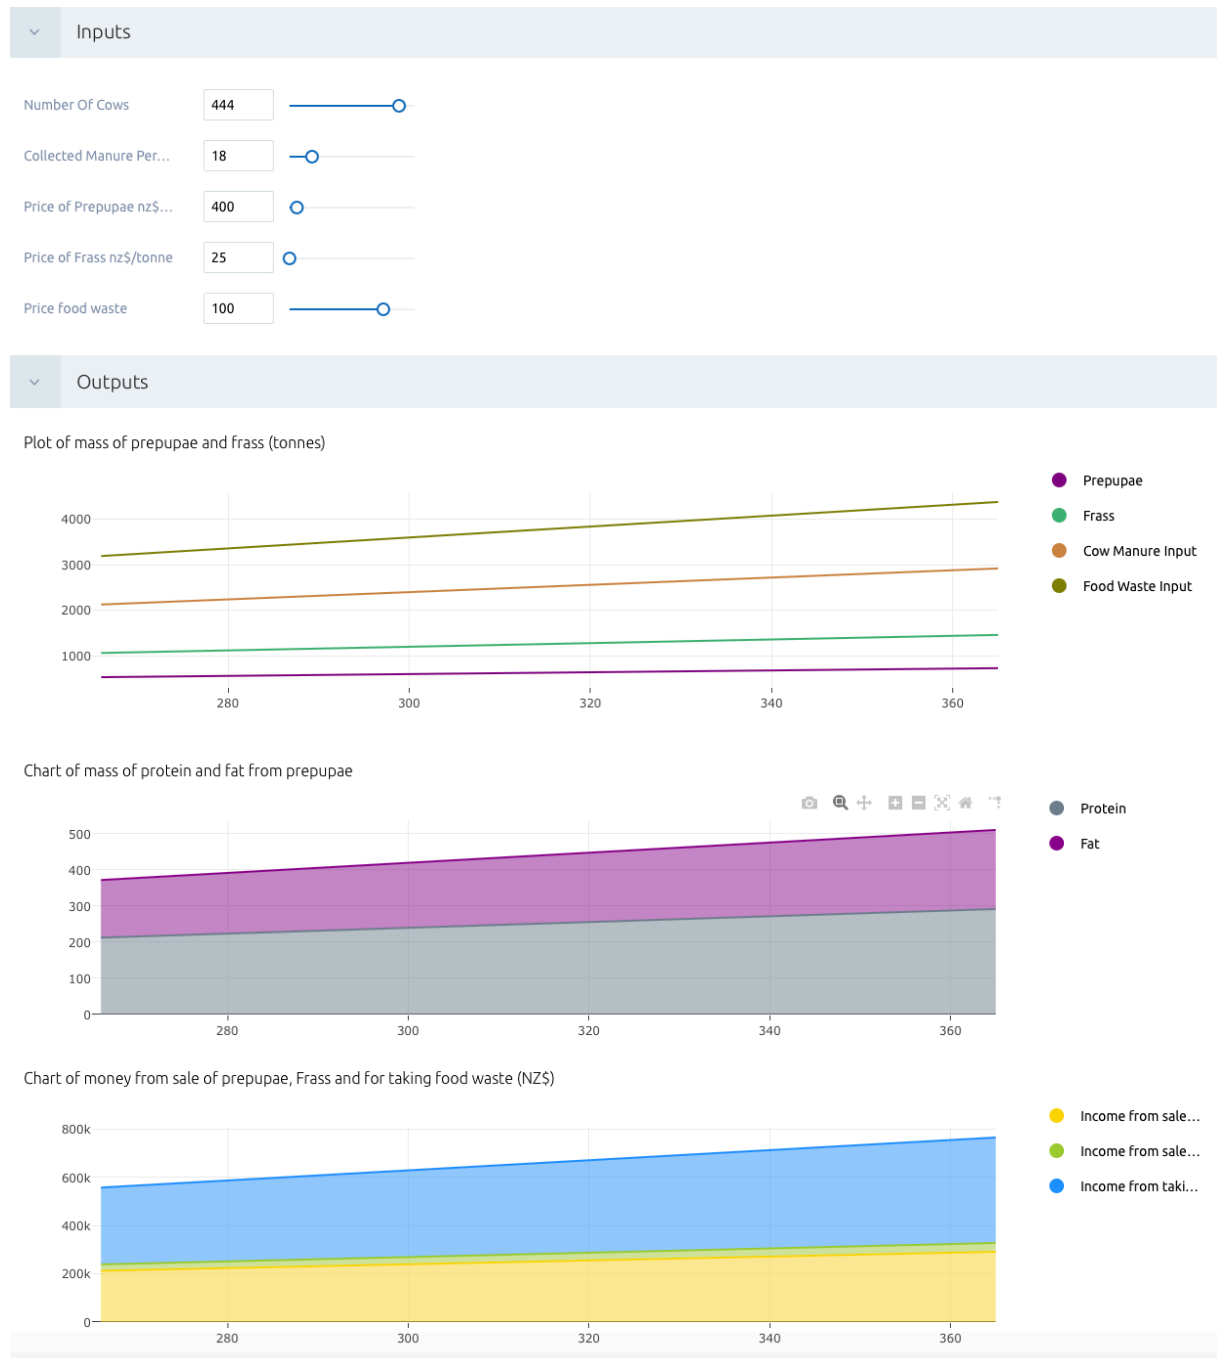 Inputs
Number Of Cows 444
Collected Manure Per... 18
Price of Prepupae nz$... 400
Price of Frass nz$/tonne 25
Price food waste 100
Outputs
Plot of mass of prepupae and frass (tonnes)
Prepupae
Frass
Cow Manure Input
Food Waste Input
4000
3000
2000
1000
280 300 320 340 360
Chart of mass of protein and fat from prepupae
Protein
Fat
500
400
300
200
100
0
280 300 320 340 360
Chart of money from sale of prepupae, Frass and for taking food waste (NZ$)
Income from sale...
Income from sale...
Income from taki...
800k
600k
400k
200k
0
280 300 320 340 360